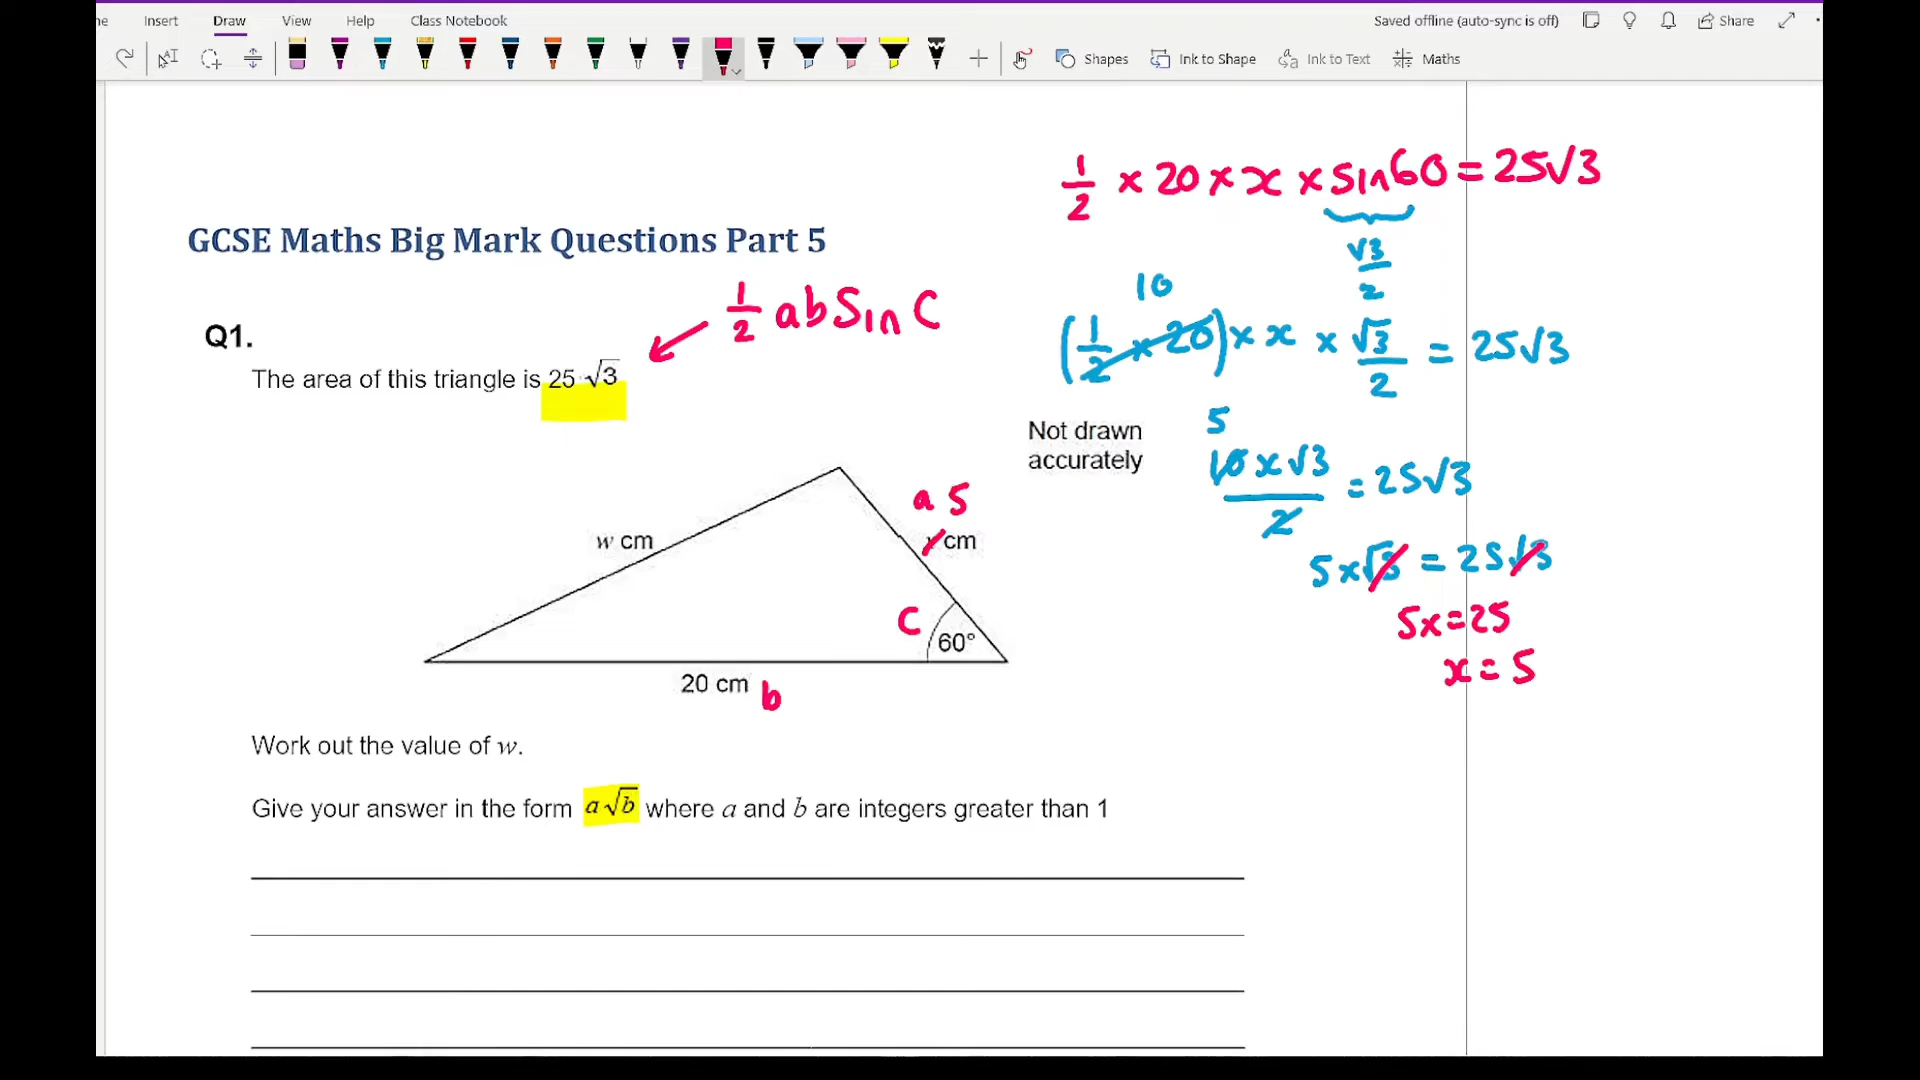 Insert Draw View Help Class Notebook Saved offline (auto-sync is off) Share
Shapes Ink to Shape Ink to Text Maths
½ × 20 × x × sin60 = 25√3
√3/2
GCSE Maths Big Mark Questions Part 5
10
½ab Sin C
(½ × 20) × x × √3/2 = 25√3
Q1.
The area of this triangle is 25 √3
5
Not drawn
accurately
10x√3/2 = 25√3
a 5
w cm
cm
5x√3 = 25√3
C
60°
5x=25
x = 5
20 cm b
Work out the value of w.
Give your answer in the form a√b where a and b are integers greater than 1